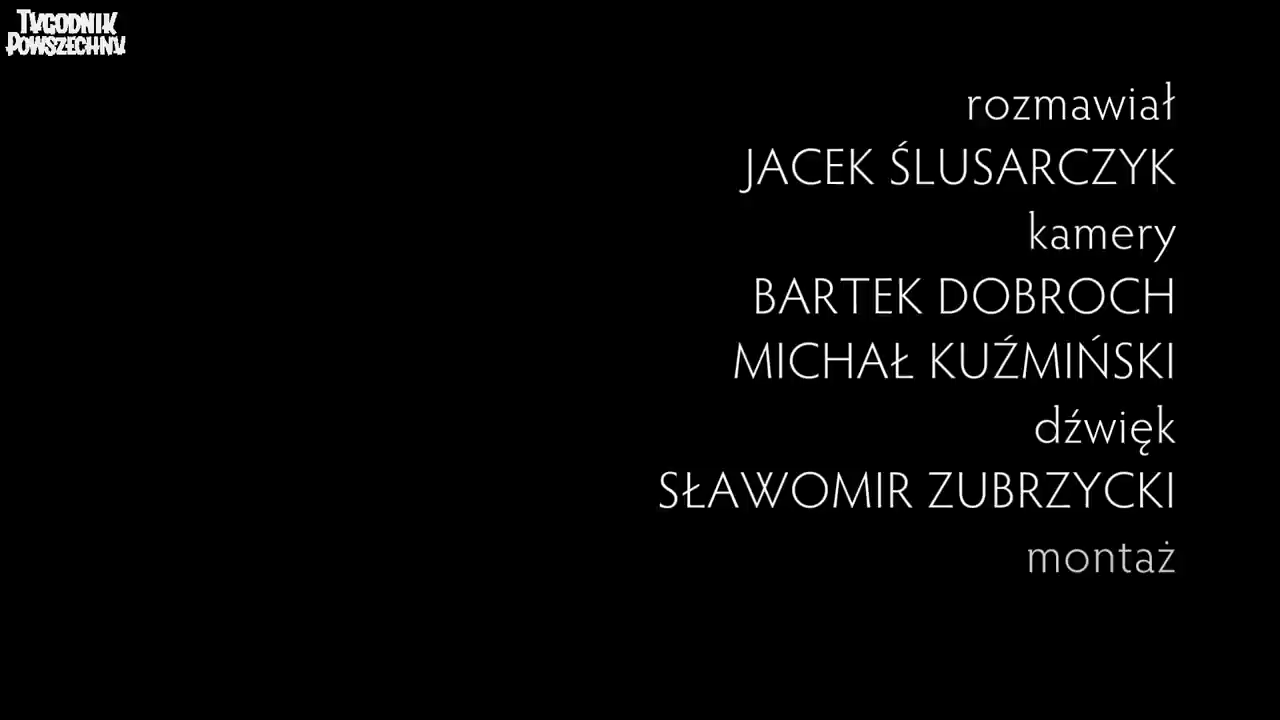 TYGODNIK
POWSZECHNY
rozmawiał
JACEK ŚLUSARCZYK
kamery
BARTEK DOBROCH
MICHAŁ KUŹMIŃSKI
dźwięk
SŁAWOMIR ZUBRZYCKI
montaż